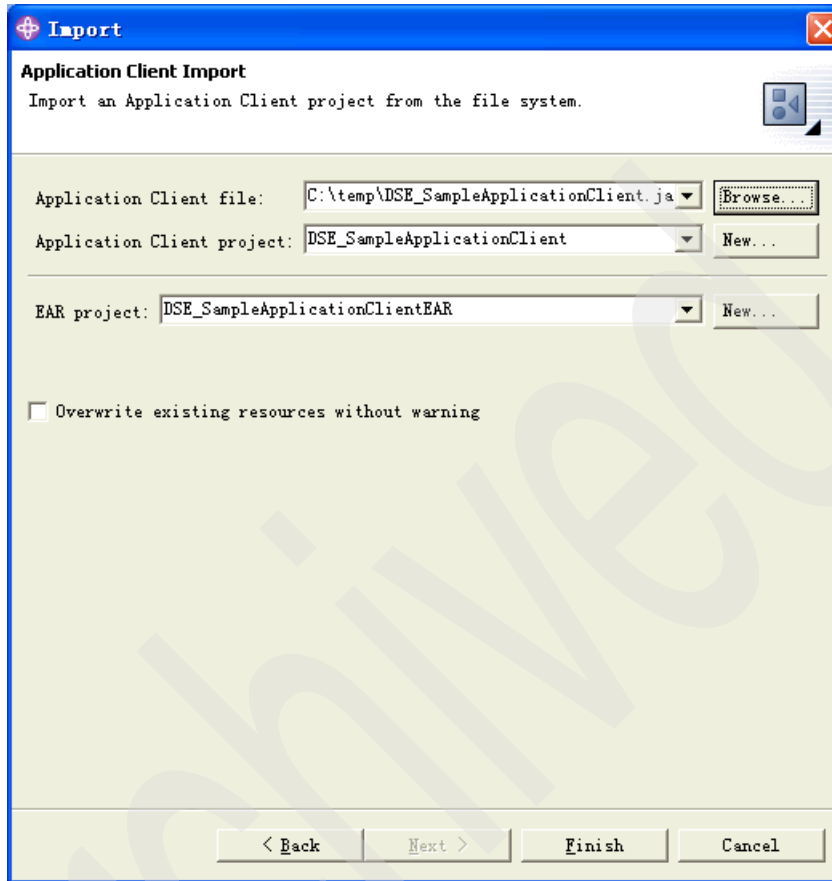 Import
Application Client Import
Import an Application Client project from the file system.
Application Client file: C:\temp\DSE_SampleApplicationClient.ja Browse...
Application Client project: DSE_SampleApplicationClient New...
EAR project: DSE_SampleApplicationClientEAR New...
Overwrite existing resources without warning
< Back Next > Finish Cancel
Archived